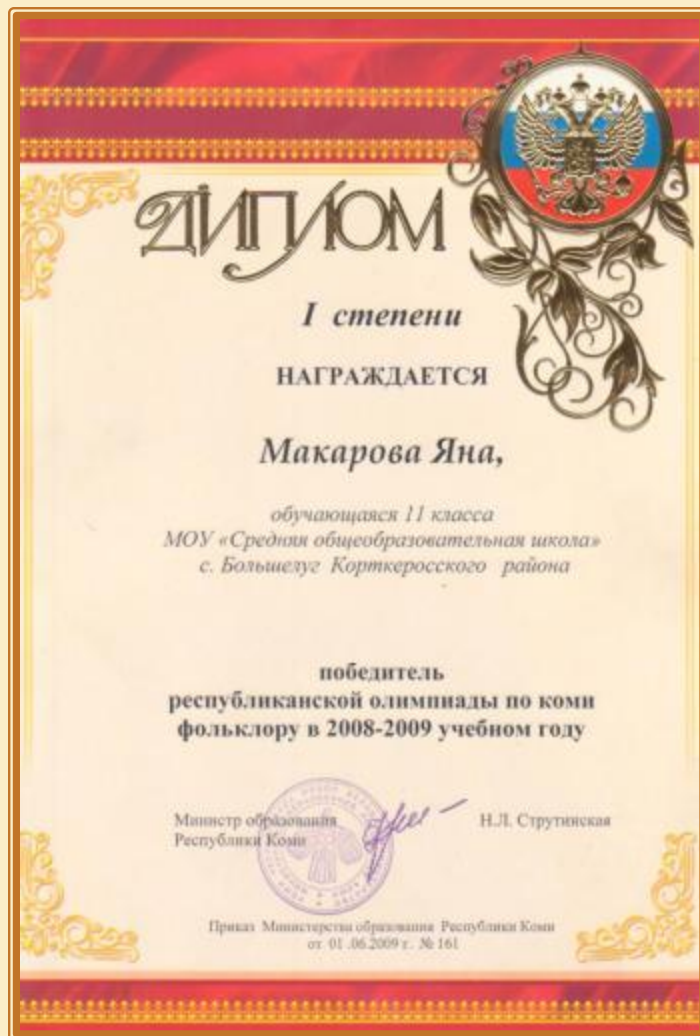 ДИПЛОМ
I степени
НАГРАЖДАЕТСЯ
Макарова Яна,
обучающаяся 11 класса
МОУ «Средняя общеобразовательная школа»
с. Большелуг Корткеросского района
победитель
республиканской олимпиады по коми
фольклору в 2008-2009 учебном году
Министр образования Н.Л. Струтинская
Республики Коми
Приказ Министерства образования Республики Коми
от 01 .06.2009 г. № 161